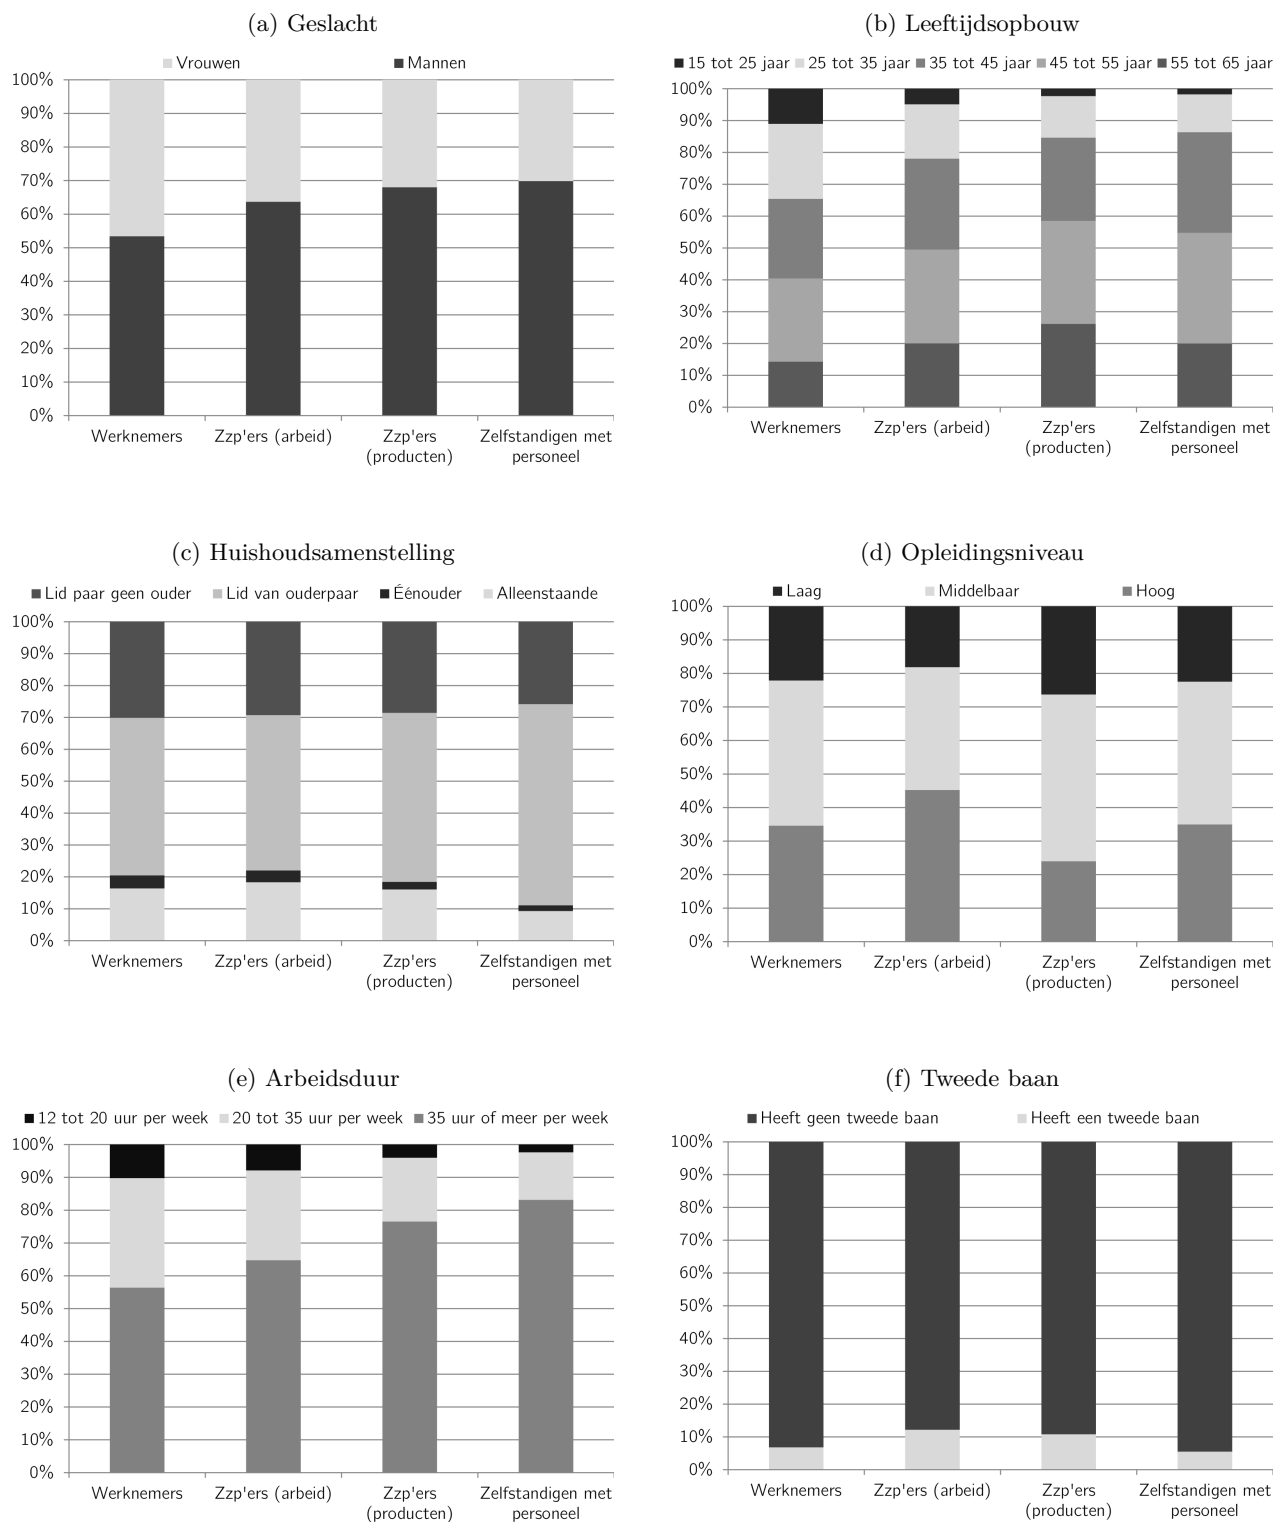 (a) Geslacht
Vrouwen Mannen
100%
90%
80%
70%
60%
50%
40%
30%
20%
10%
0%
Werknemers Zzp'ers (arbeid) Zzp'ers Zelfstandigen met
(producten) personeel
(b) Leeftijdsopbouw
15 tot 25 jaar 25 tot 35 jaar 35 tot 45 jaar 45 tot 55 jaar 55 tot 65 jaar
100%
90%
80%
70%
60%
50%
40%
30%
20%
10%
0%
Werknemers Zzp'ers (arbeid) Zzp'ers Zelfstandigen met
(producten) personeel
(c) Huishoudsamenstelling
Lid paar geen ouder Lid van ouderpaar Éénouder Alleenstaande
100%
90%
80%
70%
60%
50%
40%
30%
20%
10%
0%
Werknemers Zzp'ers (arbeid) Zzp'ers Zelfstandigen met
(producten) personeel
(d) Opleidingsniveau
Laag Middelbaar Hoog
100%
90%
80%
70%
60%
50%
40%
30%
20%
10%
0%
Werknemers Zzp'ers (arbeid) Zzp'ers Zelfstandigen met
(producten) personeel
(e) Arbeidsduur
12 tot 20 uur per week 20 tot 35 uur per week 35 uur of meer per week
100%
90%
80%
70%
60%
50%
40%
30%
20%
10%
0%
Werknemers Zzp'ers (arbeid) Zzp'ers Zelfstandigen met
(producten) personeel
(f) Tweede baan
Heeft geen tweede baan Heeft een tweede baan
100%
90%
80%
70%
60%
50%
40%
30%
20%
10%
0%
Werknemers Zzp'ers (arbeid) Zzp'ers Zelfstandigen met
(producten) personeel